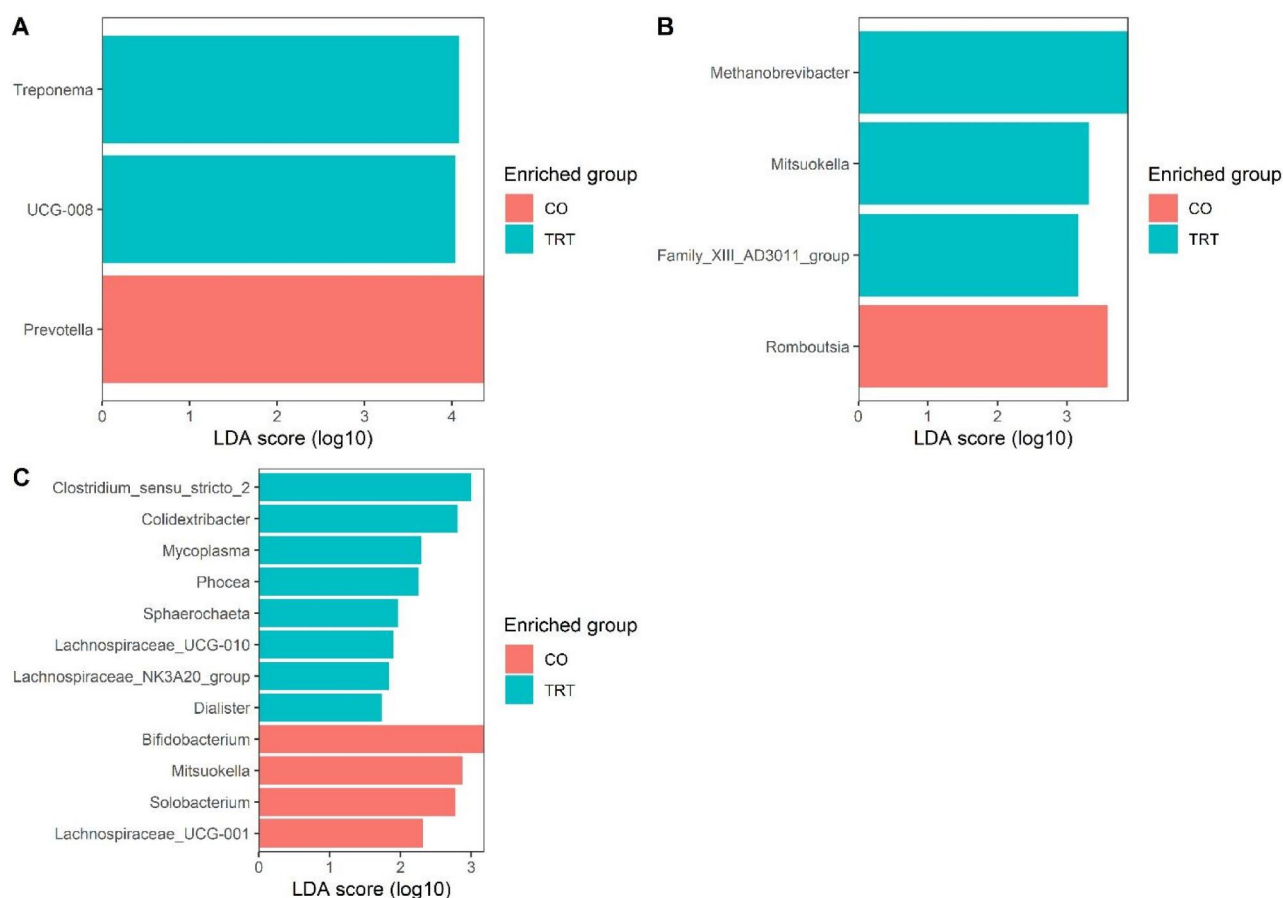 A
Treponema
UCG-008
Prevotella
0 1 2 3 4
LDA score (log10)
Enriched group
CO
TRT
B
Methanobrevibacter
Mitsuokella
Family_XIII_AD3011_group
Romboutsia
0 1 2 3
LDA score (log10)
Enriched group
CO
TRT
C
Clostridium_sensu_stricto_2
Colidextribacter
Mycoplasma
Phocea
Sphaerochaeta
Lachnospiraceae_UCG-010
Lachnospiraceae_NK3A20_group
Dialister
Bifidobacterium
Mitsuokella
Solobacterium
Lachnospiraceae_UCG-001
0 1 2 3
LDA score (log10)
Enriched group
CO
TRT